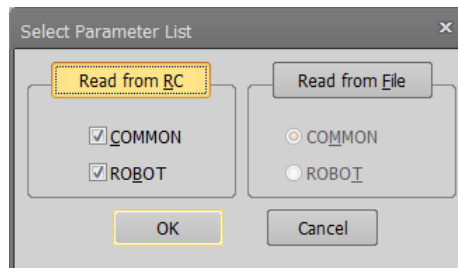 Select Parameter List
x
Read from RC
Read from File
COMMON
COMMON
ROBOT
ROBOT
OK
Cancel